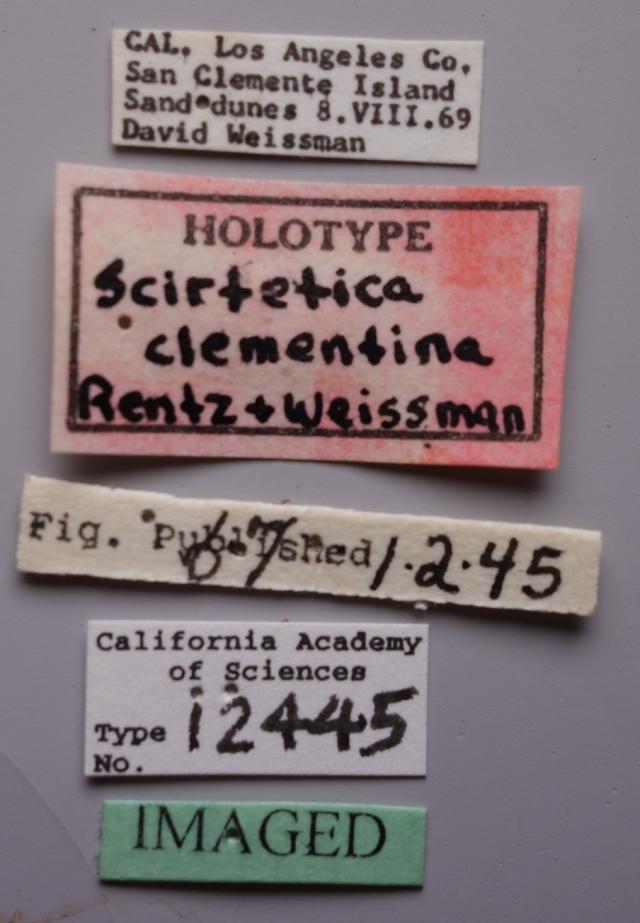 CAL. Los Angeles Co.
San Clemente Island
Sand dunes 8.VIII.69
David Weissman
HOLOTYPE
Scirtetica
clementina
Rentz + Weissman
Fig. Published 67 1.2.45
California Academy
of Sciences
Type No. 12445
IMAGED